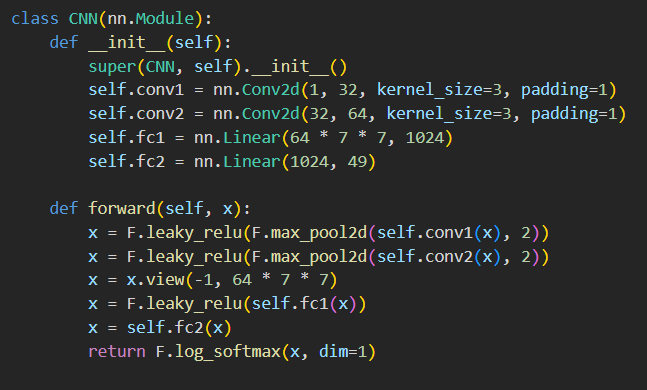 class CNN(nn.Module):
    def __init__(self):
        super(CNN, self).__init__()
        self.conv1 = nn.Conv2d(1, 32, kernel_size=3, padding=1)
        self.conv2 = nn.Conv2d(32, 64, kernel_size=3, padding=1)
        self.fc1 = nn.Linear(64 * 7 * 7, 1024)
        self.fc2 = nn.Linear(1024, 49)

    def forward(self, x):
        x = F.leaky_relu(F.max_pool2d(self.conv1(x), 2))
        x = F.leaky_relu(F.max_pool2d(self.conv2(x), 2))
        x = x.view(-1, 64 * 7 * 7)
        x = F.leaky_relu(self.fc1(x))
        x = self.fc2(x)
        return F.log_softmax(x, dim=1)